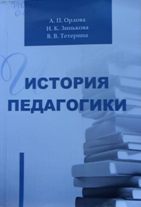 А. П. Орлова
Н. К. Зинькова
В. В. Тетерина
ИСТОРИЯ
ПЕДАГОГИКИ